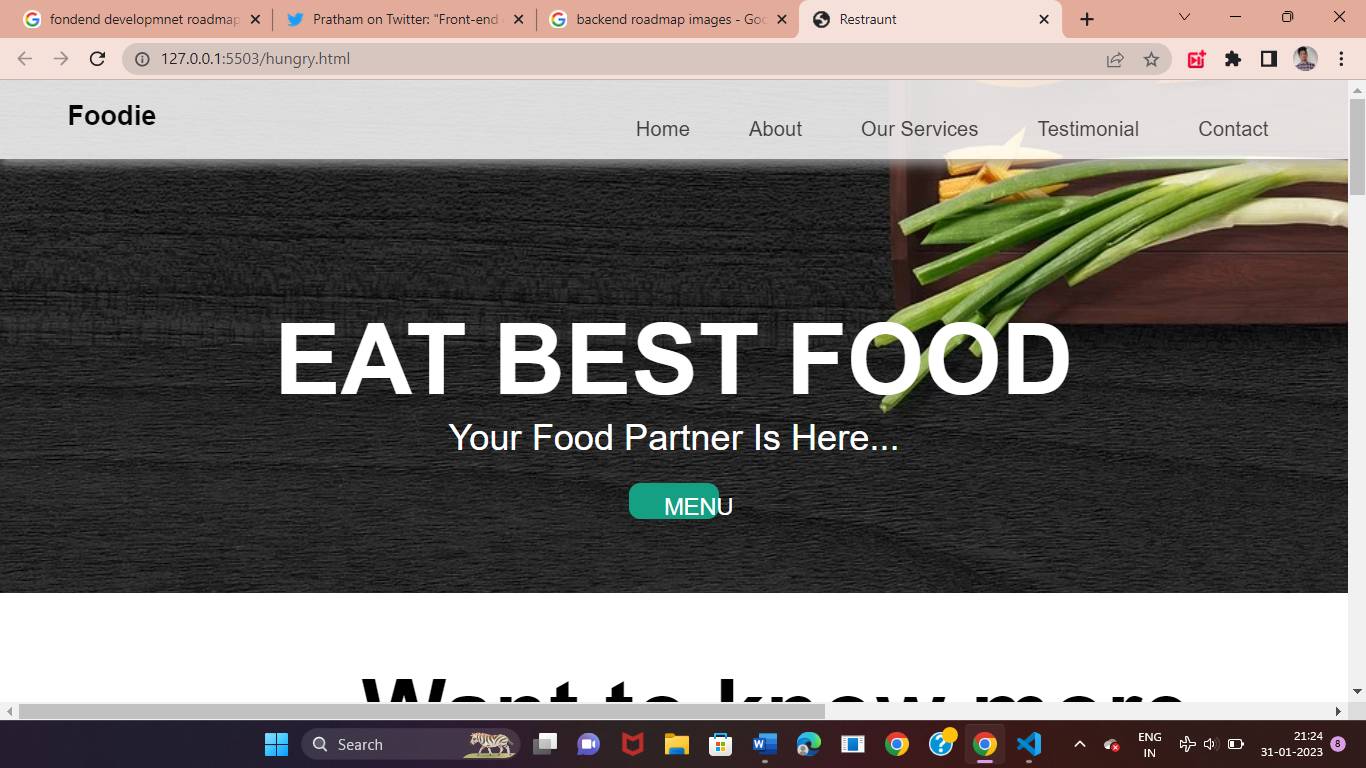 fondend developmnet roadmap
Pratham on Twitter: "Front-end
backend roadmap images - Goo
Restraunt
127.0.0.1:5503/hungry.html
Foodie
Home About Our Services Testimonial Contact
EAT BEST FOOD
Your Food Partner Is Here...
MENU
Want to know more
Search
ENG
IN
21:24
31-01-2023
8